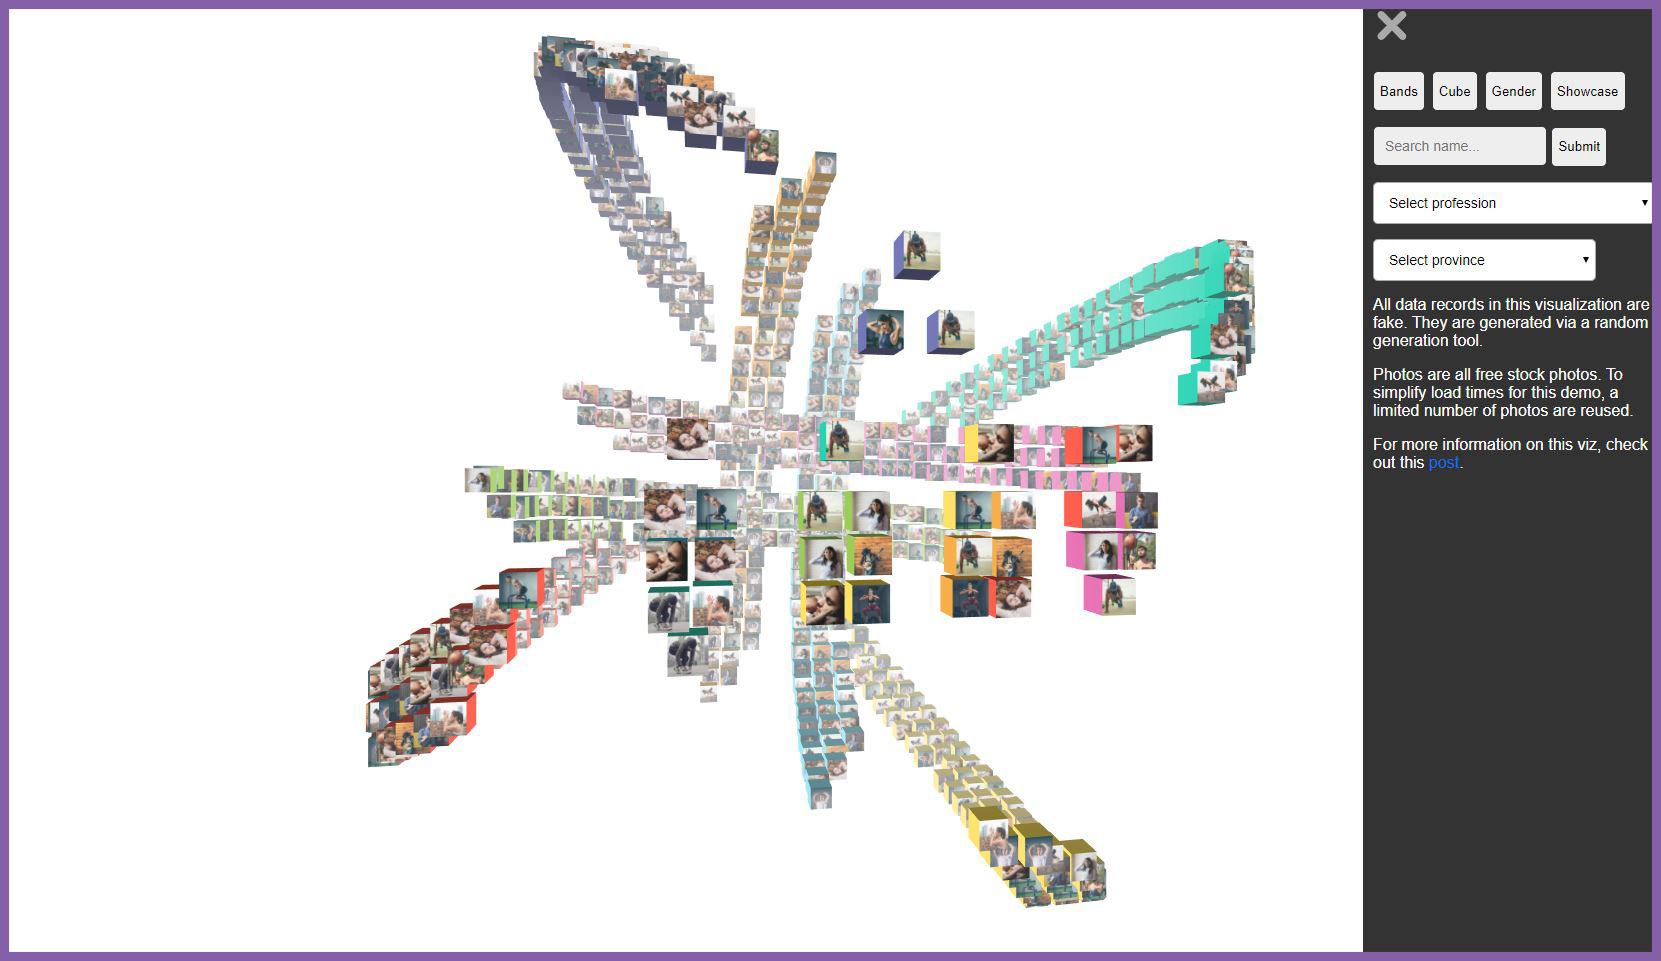 Bands Cube Gender Showcase
Search name... Submit
Select profession
Select province
All data records in this visualization are
fake. They are generated via a random
generation tool.
Photos are all free stock photos. To
simplify load times for this demo, a
limited number of photos are reused.
For more information on this viz, check
out this post.